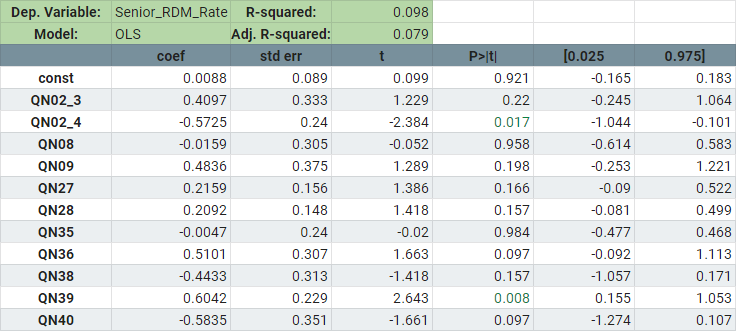 Dep. Variable: Senior_RDM_Rate R-squared: 0.098
Model: OLS Adj. R-squared: 0.079
coef std err t P>|t| [0.025 0.975]
const 0.0088 0.089 0.099 0.921 -0.165 0.183
QN02_3 0.4097 0.333 1.229 0.22 -0.245 1.064
QN02_4 -0.5725 0.24 -2.384 0.017 -1.044 -0.101
QN08 -0.0159 0.305 -0.052 0.958 -0.614 0.583
QN09 0.4836 0.375 1.289 0.198 -0.253 1.221
QN27 0.2159 0.156 1.386 0.166 -0.09 0.522
QN28 0.2092 0.148 1.418 0.157 -0.081 0.499
QN35 -0.0047 0.24 -0.02 0.984 -0.477 0.468
QN36 0.5101 0.307 1.663 0.097 -0.092 1.113
QN38 -0.4433 0.313 -1.418 0.157 -1.057 0.171
QN39 0.6042 0.229 2.643 0.008 0.155 1.053
QN40 -0.5835 0.351 -1.661 0.097 -1.274 0.107